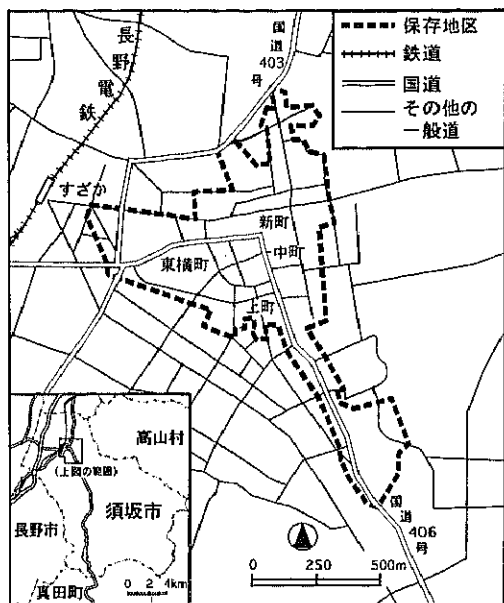 保存地区
鉄道
国道
その他の
一般道
国道
403
号
長野電鉄
すざか
新町
中町
東横町
上町
高山村
(上図の範囲)
須坂市
長野市
真田町
0 2 4km
国道
406
号
0 250 500m